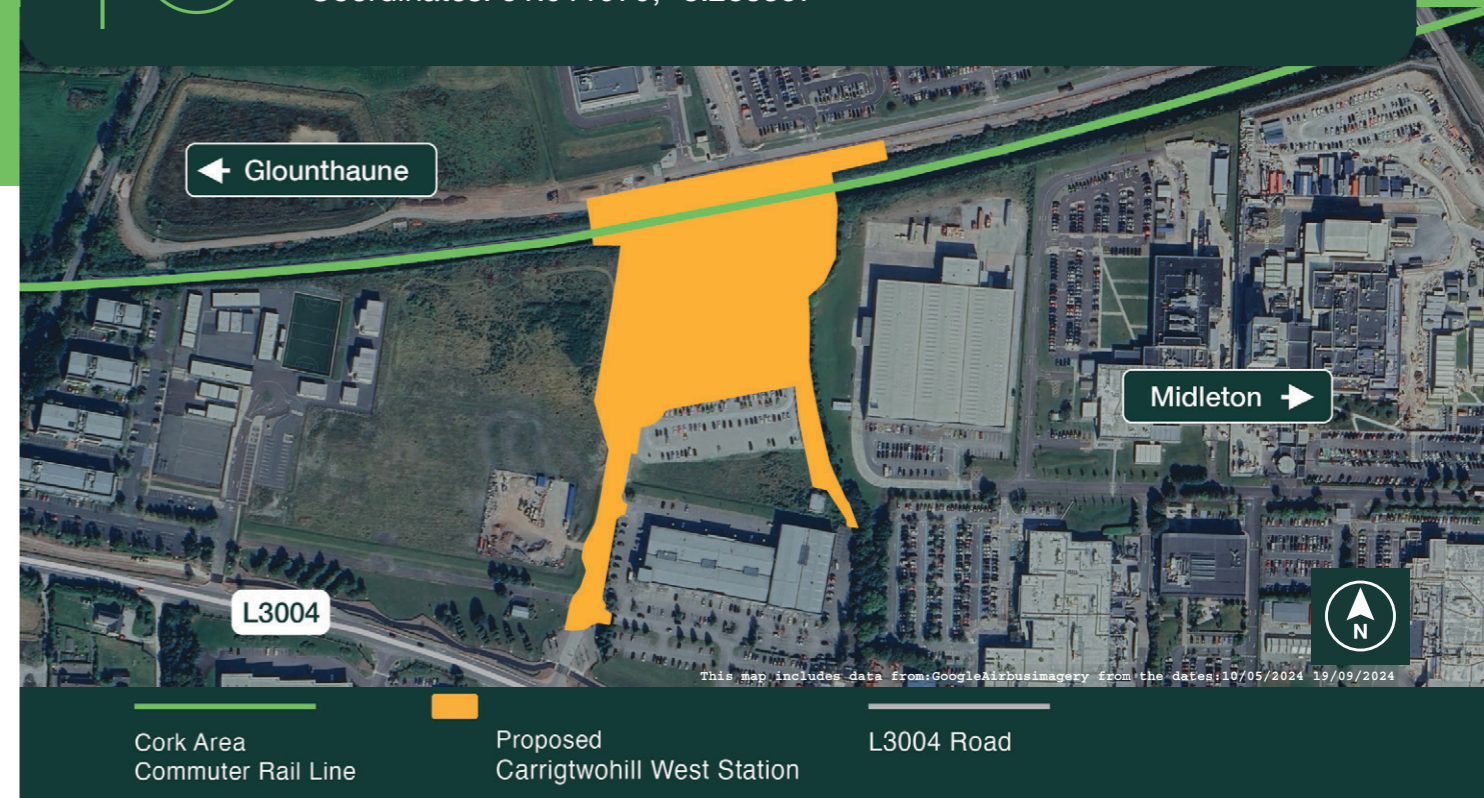 Glounthaune
Midleton
L3004
N
This map includes data from:GoogleAirbusimagery from the dates:10/05/2024 19/09/2024
Cork Area
Commuter Rail Line
Proposed
Carrigtwohill West Station
L3004 Road